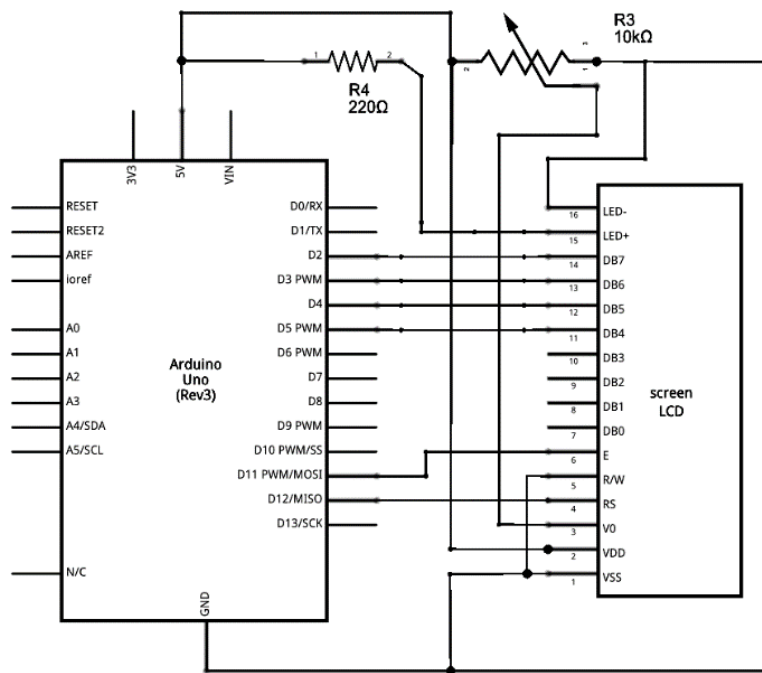 R3
10kΩ
1
2
2
3
1
R4
220Ω
3V3
5V
VIN
RESET
RESET2
AREF
ioref
A0
A1
A2
A3
A4/SDA
A5/SCL
N/C
Arduino
Uno
(Rev3)
D0/RX
D1/TX
D2
D3 PWM
D4
D5 PWM
D6 PWM
D7
D8
D9 PWM
D10 PWM/SS
D11 PWM/MOSI
D12/MISO
D13/SCK
GND
16 LED-
15 LED+
14 DB7
13 DB6
12 DB5
11 DB4
10 DB3
9 DB2
8 DB1
7 DB0
6 E
5 R/W
4 RS
3 V0
2 VDD
1 VSS
screen
LCD